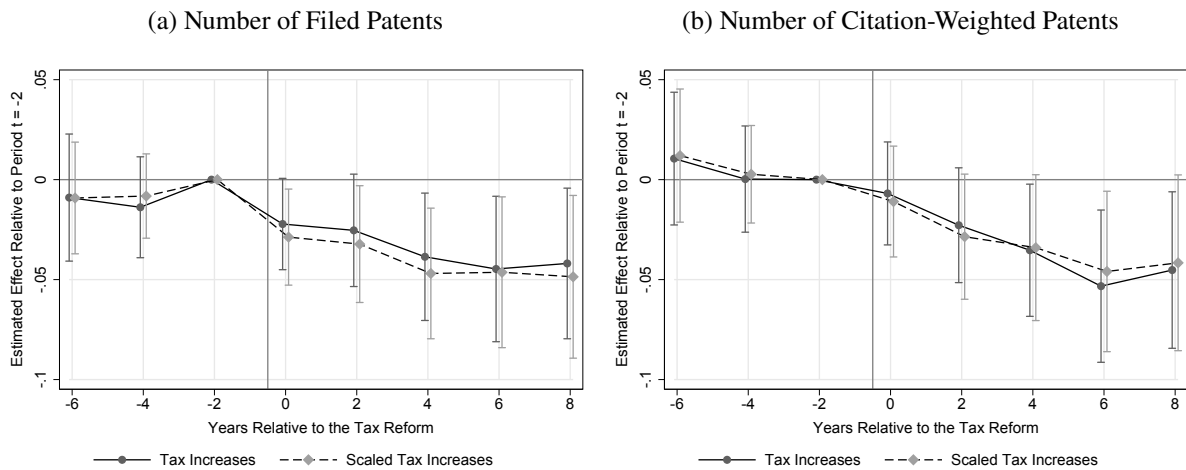 (a) Number of Filed Patents
Estimated Effect Relative to Period t = -2
.05
0
-.05
-.1
-6 -4 -2 0 2 4 6 8
Years Relative to the Tax Reform
Tax Increases Scaled Tax Increases
(b) Number of Citation-Weighted Patents
Estimated Effect Relative to Period t = -2
.05
0
-.05
-.1
-6 -4 -2 0 2 4 6 8
Years Relative to the Tax Reform
Tax Increases Scaled Tax Increases